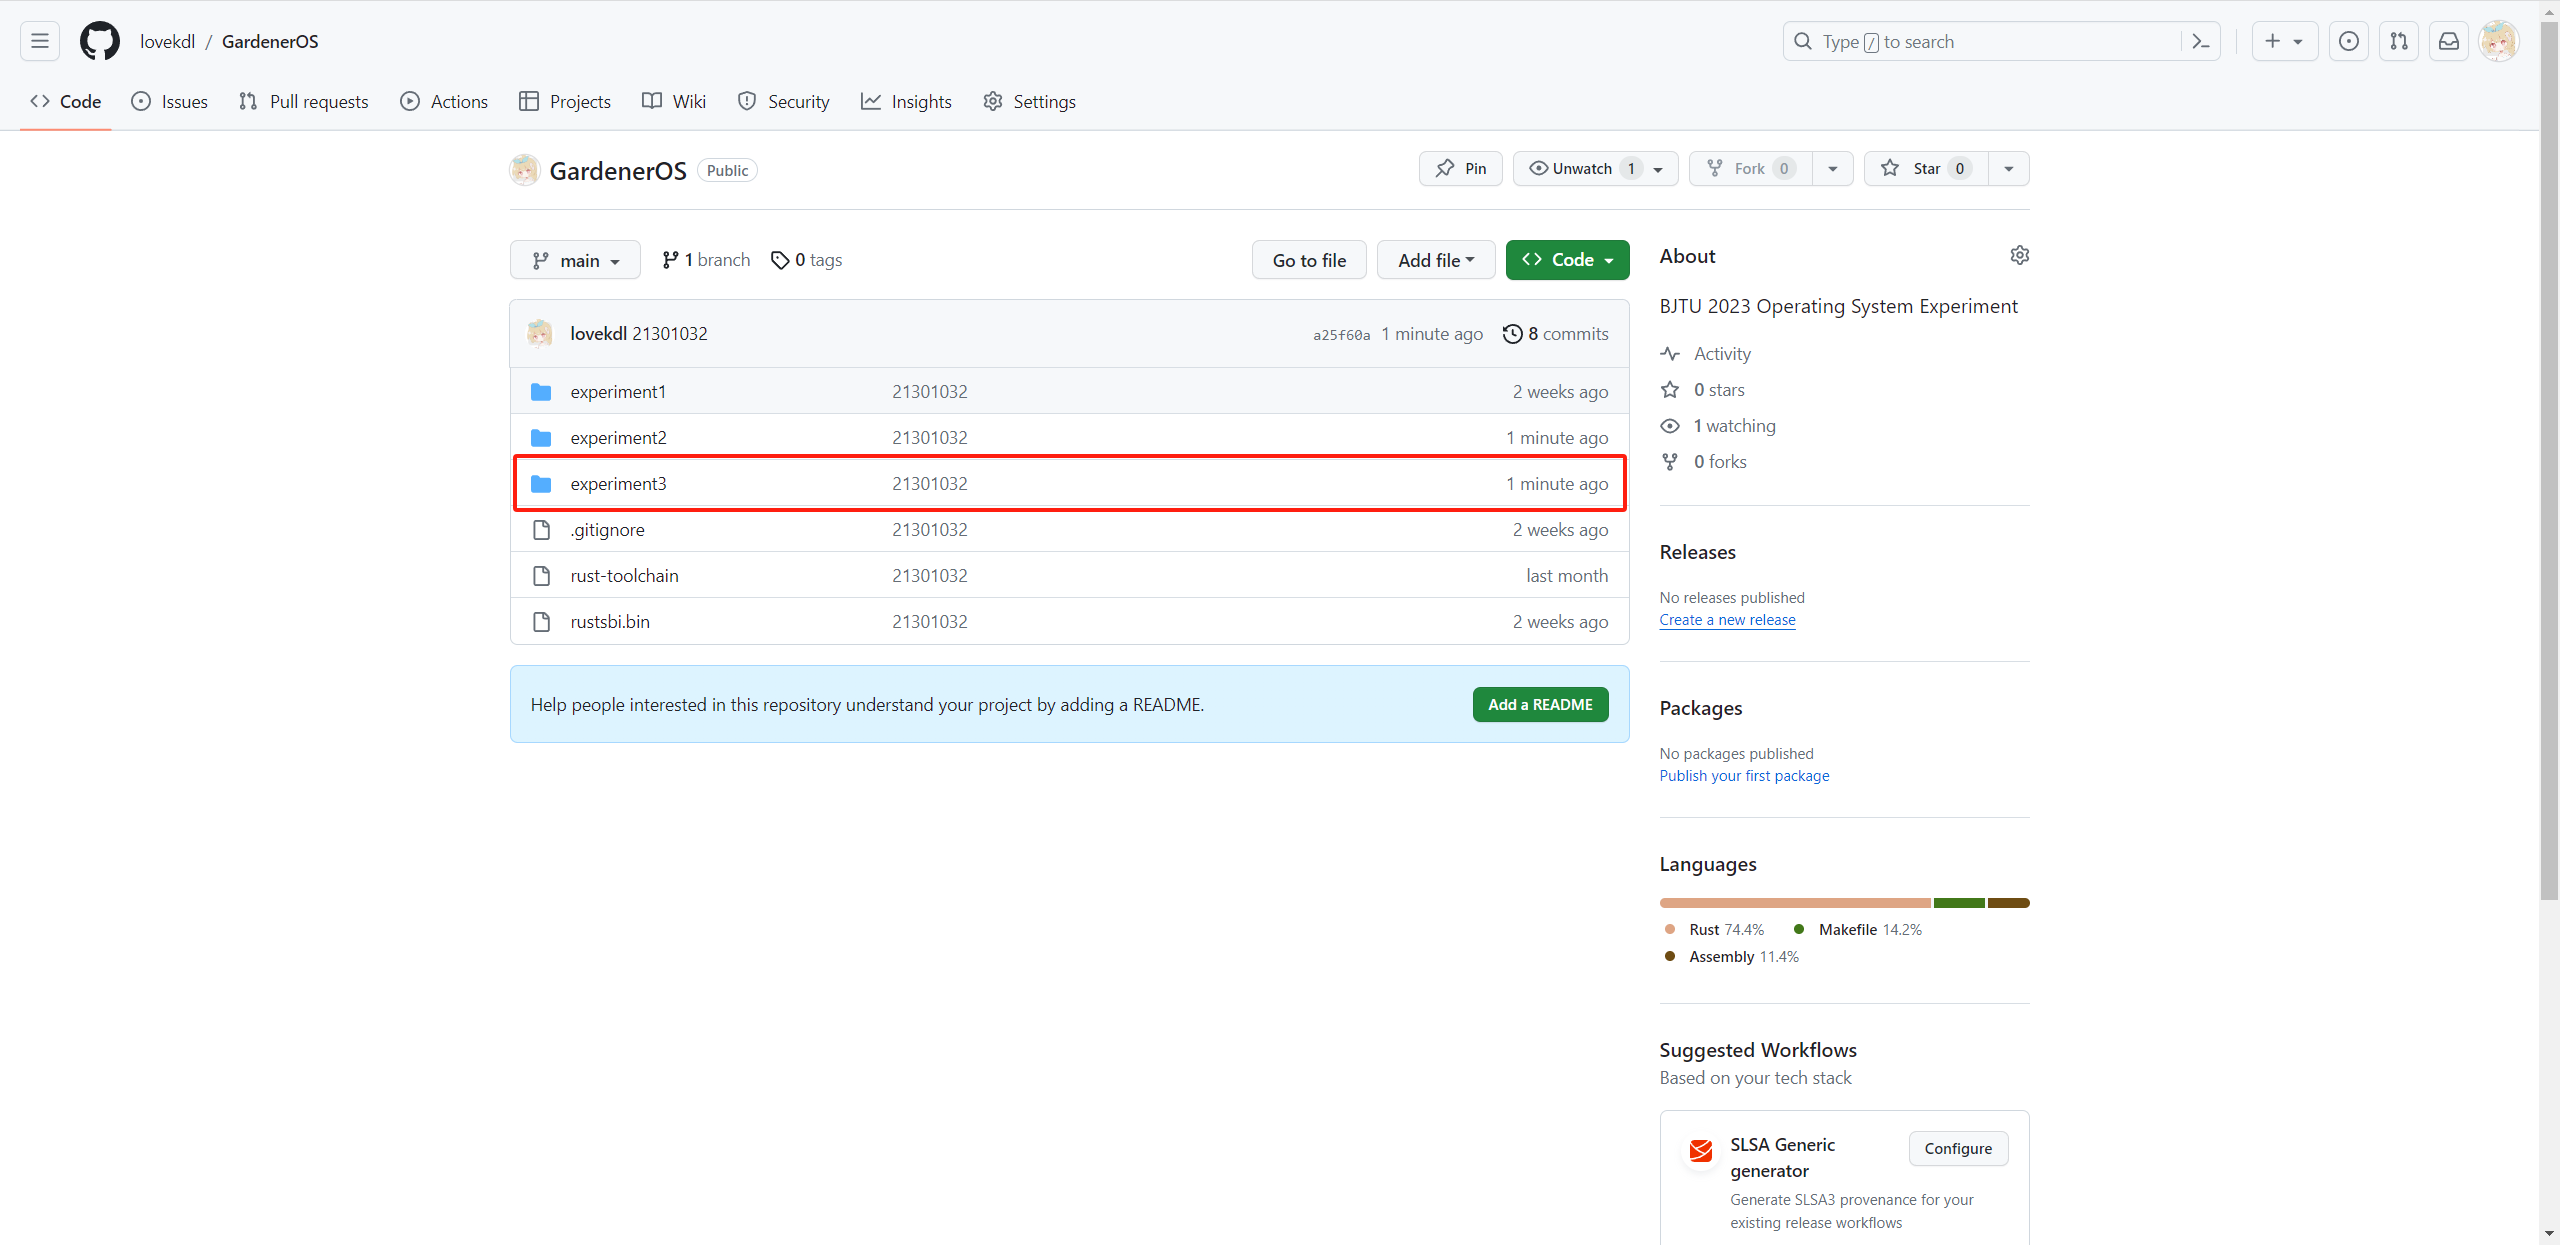 lovekdl / GardenerOS
Type / to search
Code Issues Pull requests Actions Projects Wiki Security Insights Settings
GardenerOS Public
Pin Unwatch 1 Fork 0 Star 0
main 1 branch 0 tags Go to file Add file Code
lovekdl 21301032 a25f60a 1 minute ago 8 commits
experiment1 21301032 2 weeks ago
experiment2 21301032 1 minute ago
experiment3 21301032 1 minute ago
.gitignore 21301032 2 weeks ago
rust-toolchain 21301032 last month
rustsbi.bin 21301032 2 weeks ago
Help people interested in this repository understand your project by adding a README. Add a README
About
BJTU 2023 Operating System Experiment
Activity
0 stars
1 watching
0 forks
Releases
No releases published
Create a new release
Packages
No packages published
Publish your first package
Languages
Rust 74.4% Makefile 14.2%
Assembly 11.4%
Suggested Workflows
Based on your tech stack
SLSA Generic
generator
Configure
Generate SLSA3 provenance for your
existing release workflows